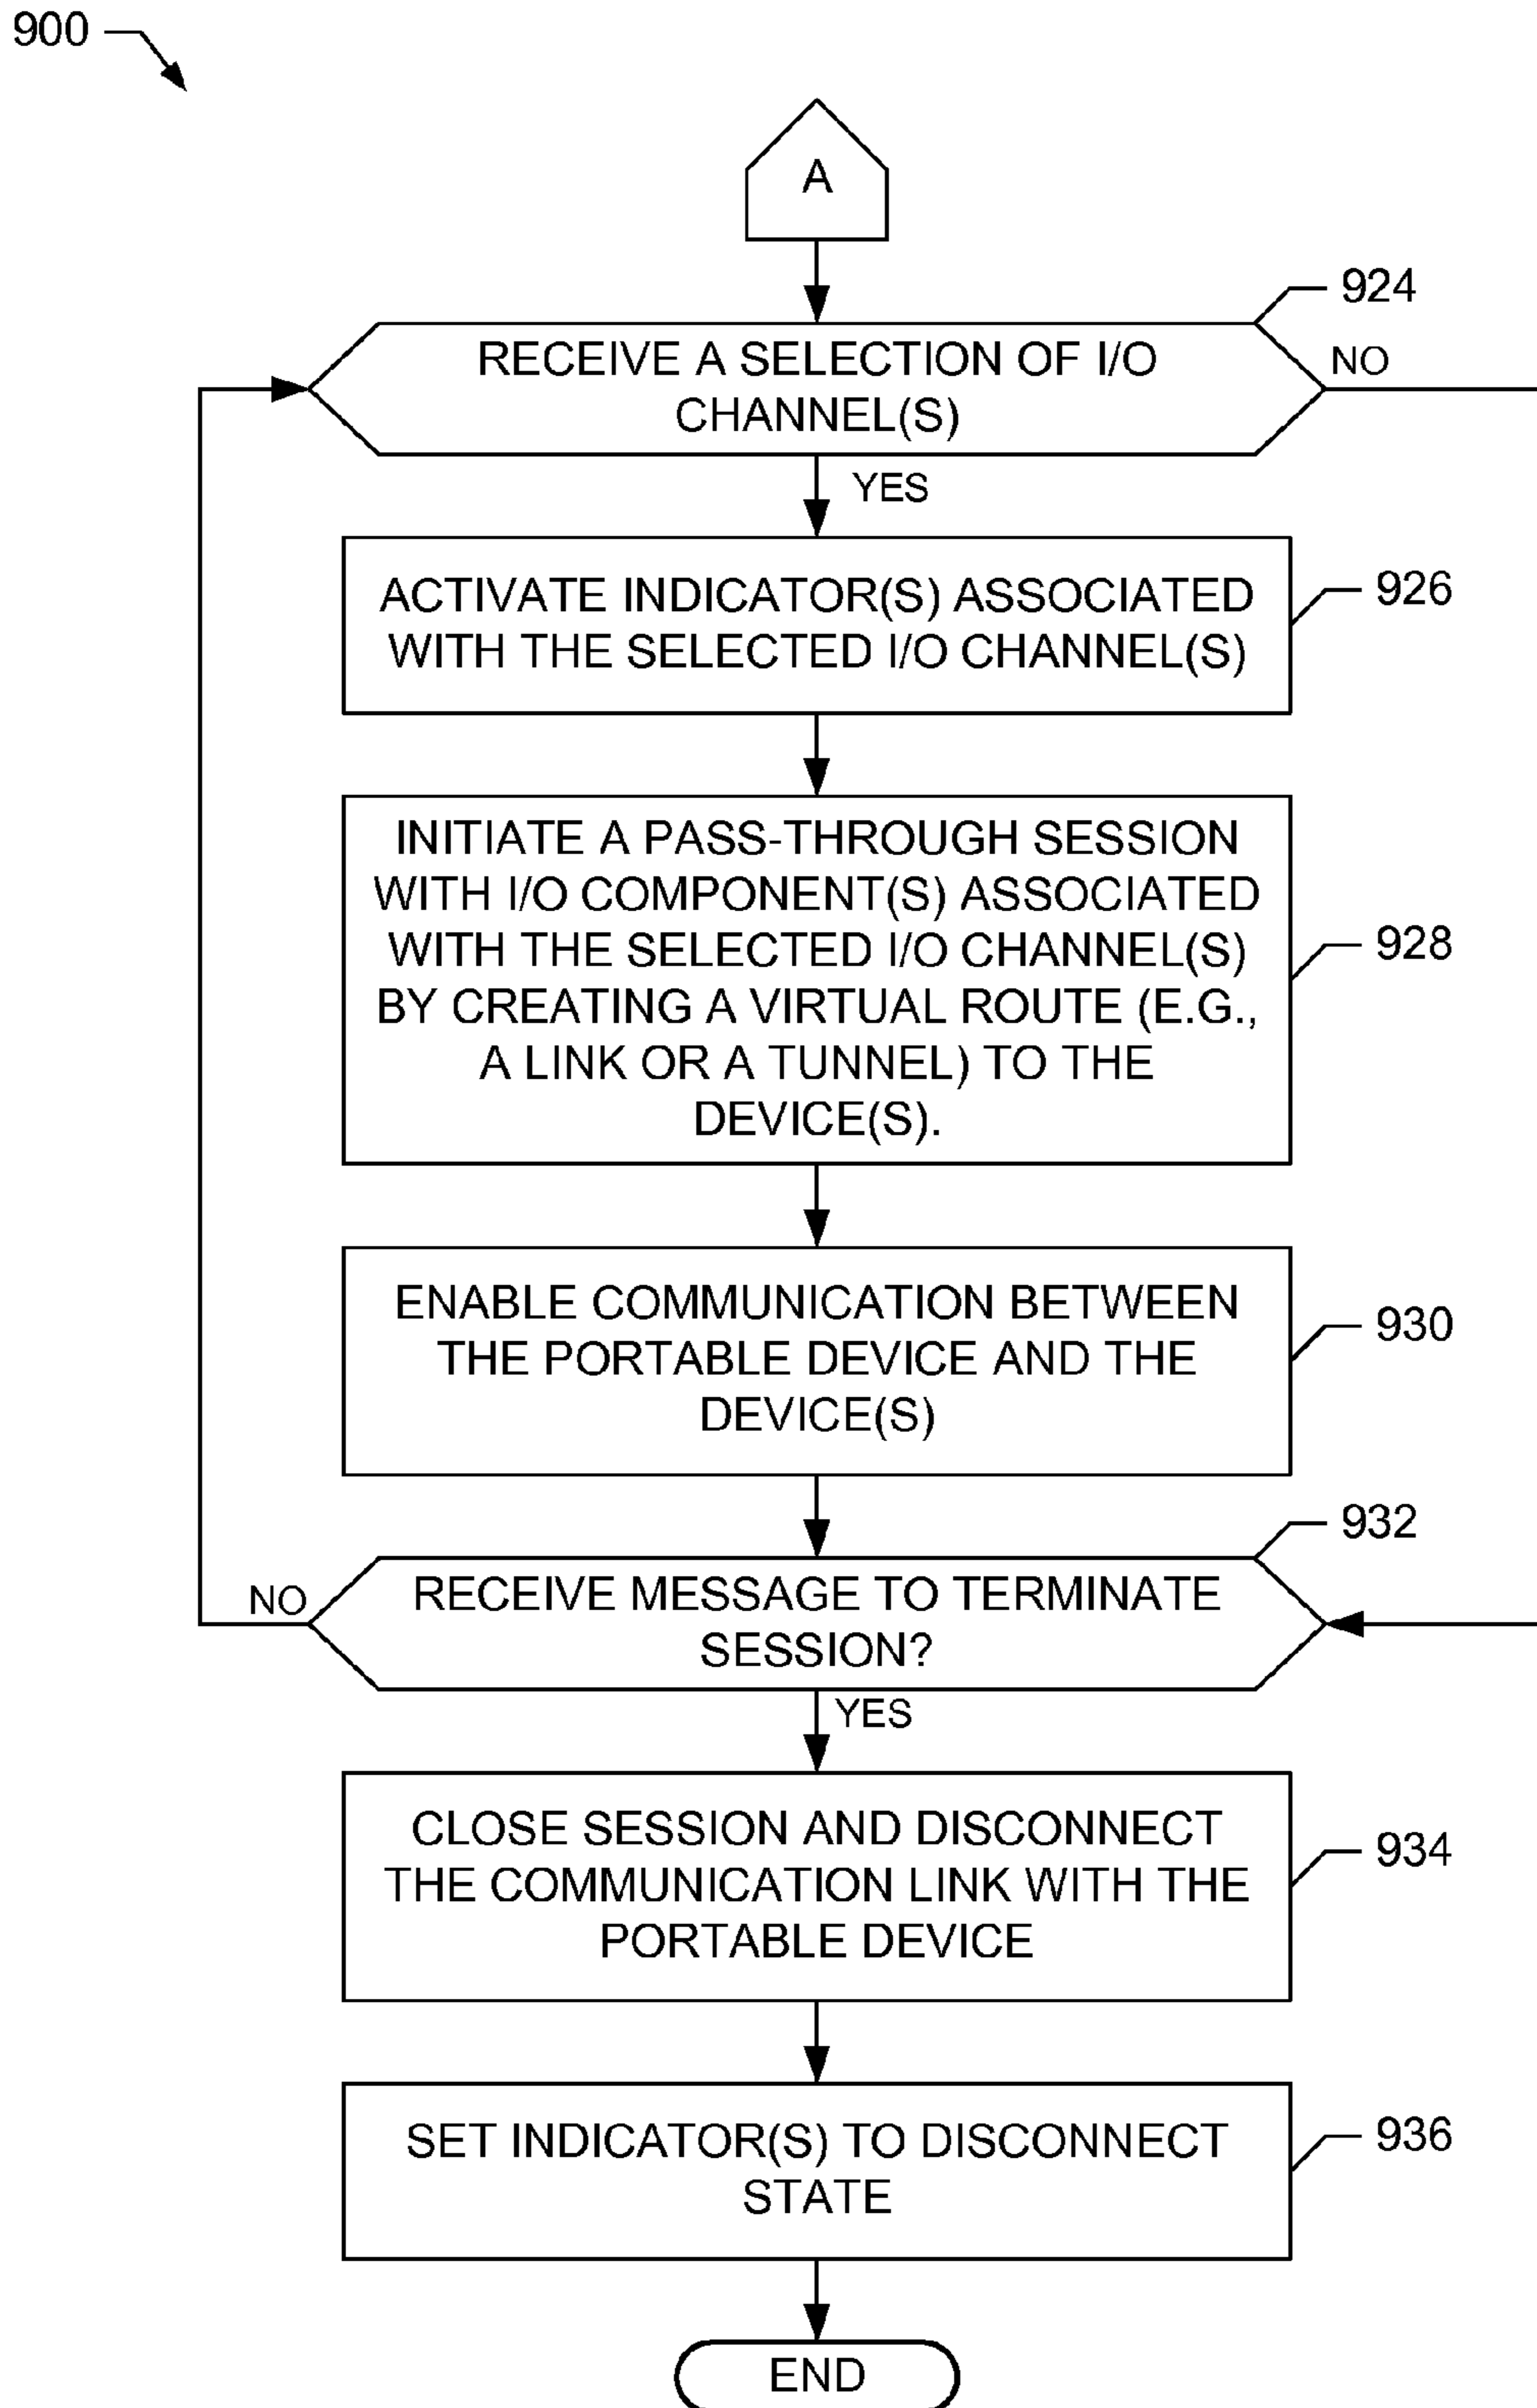 900
A
924
RECEIVE A SELECTION OF I/O
CHANNEL(S)
NO
YES
ACTIVATE INDICATOR(S) ASSOCIATED
WITH THE SELECTED I/O CHANNEL(S)
926
INITIATE A PASS-THROUGH SESSION
WITH I/O COMPONENT(S) ASSOCIATED
WITH THE SELECTED I/O CHANNEL(S)
BY CREATING A VIRTUAL ROUTE (E.G.,
A LINK OR A TUNNEL) TO THE
DEVICE(S).
928
ENABLE COMMUNICATION BETWEEN
THE PORTABLE DEVICE AND THE
DEVICE(S)
930
932
NO
RECEIVE MESSAGE TO TERMINATE
SESSION?
YES
CLOSE SESSION AND DISCONNECT
THE COMMUNICATION LINK WITH THE
PORTABLE DEVICE
934
SET INDICATOR(S) TO DISCONNECT
STATE
936
END